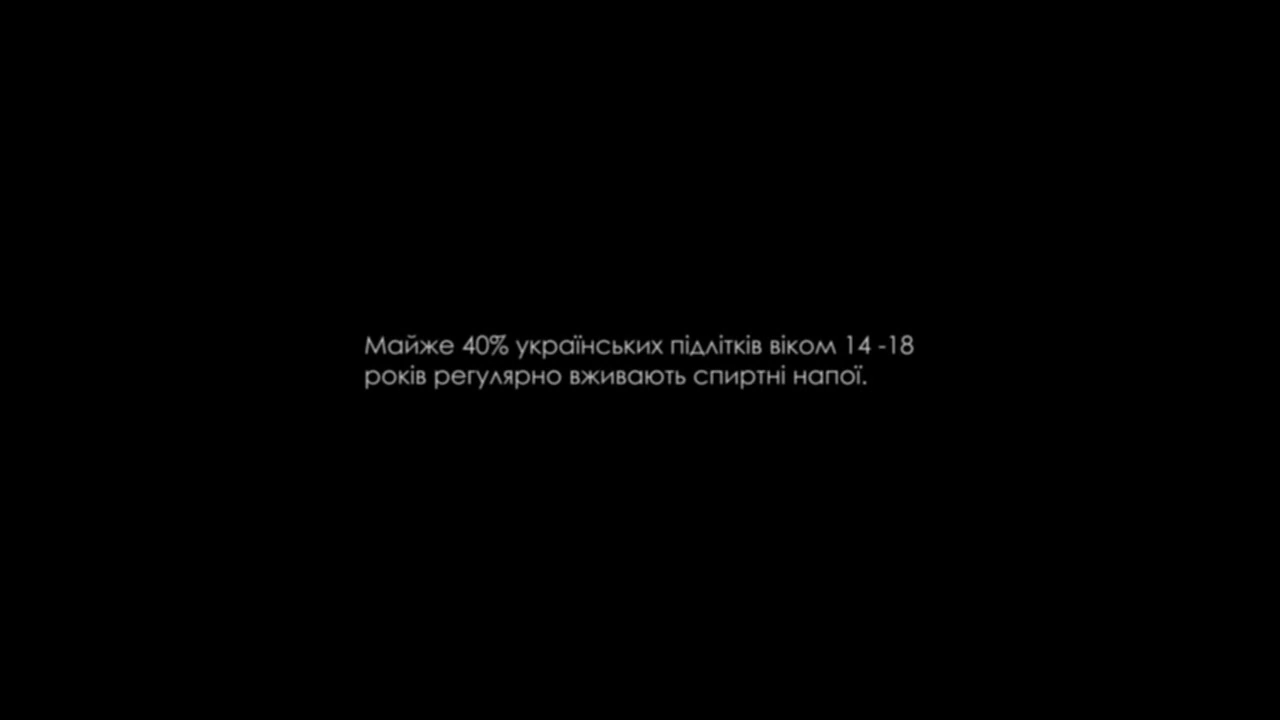 Майже 40% українських підлітків віком 14 -18
років регулярно вживають спиртні напої.